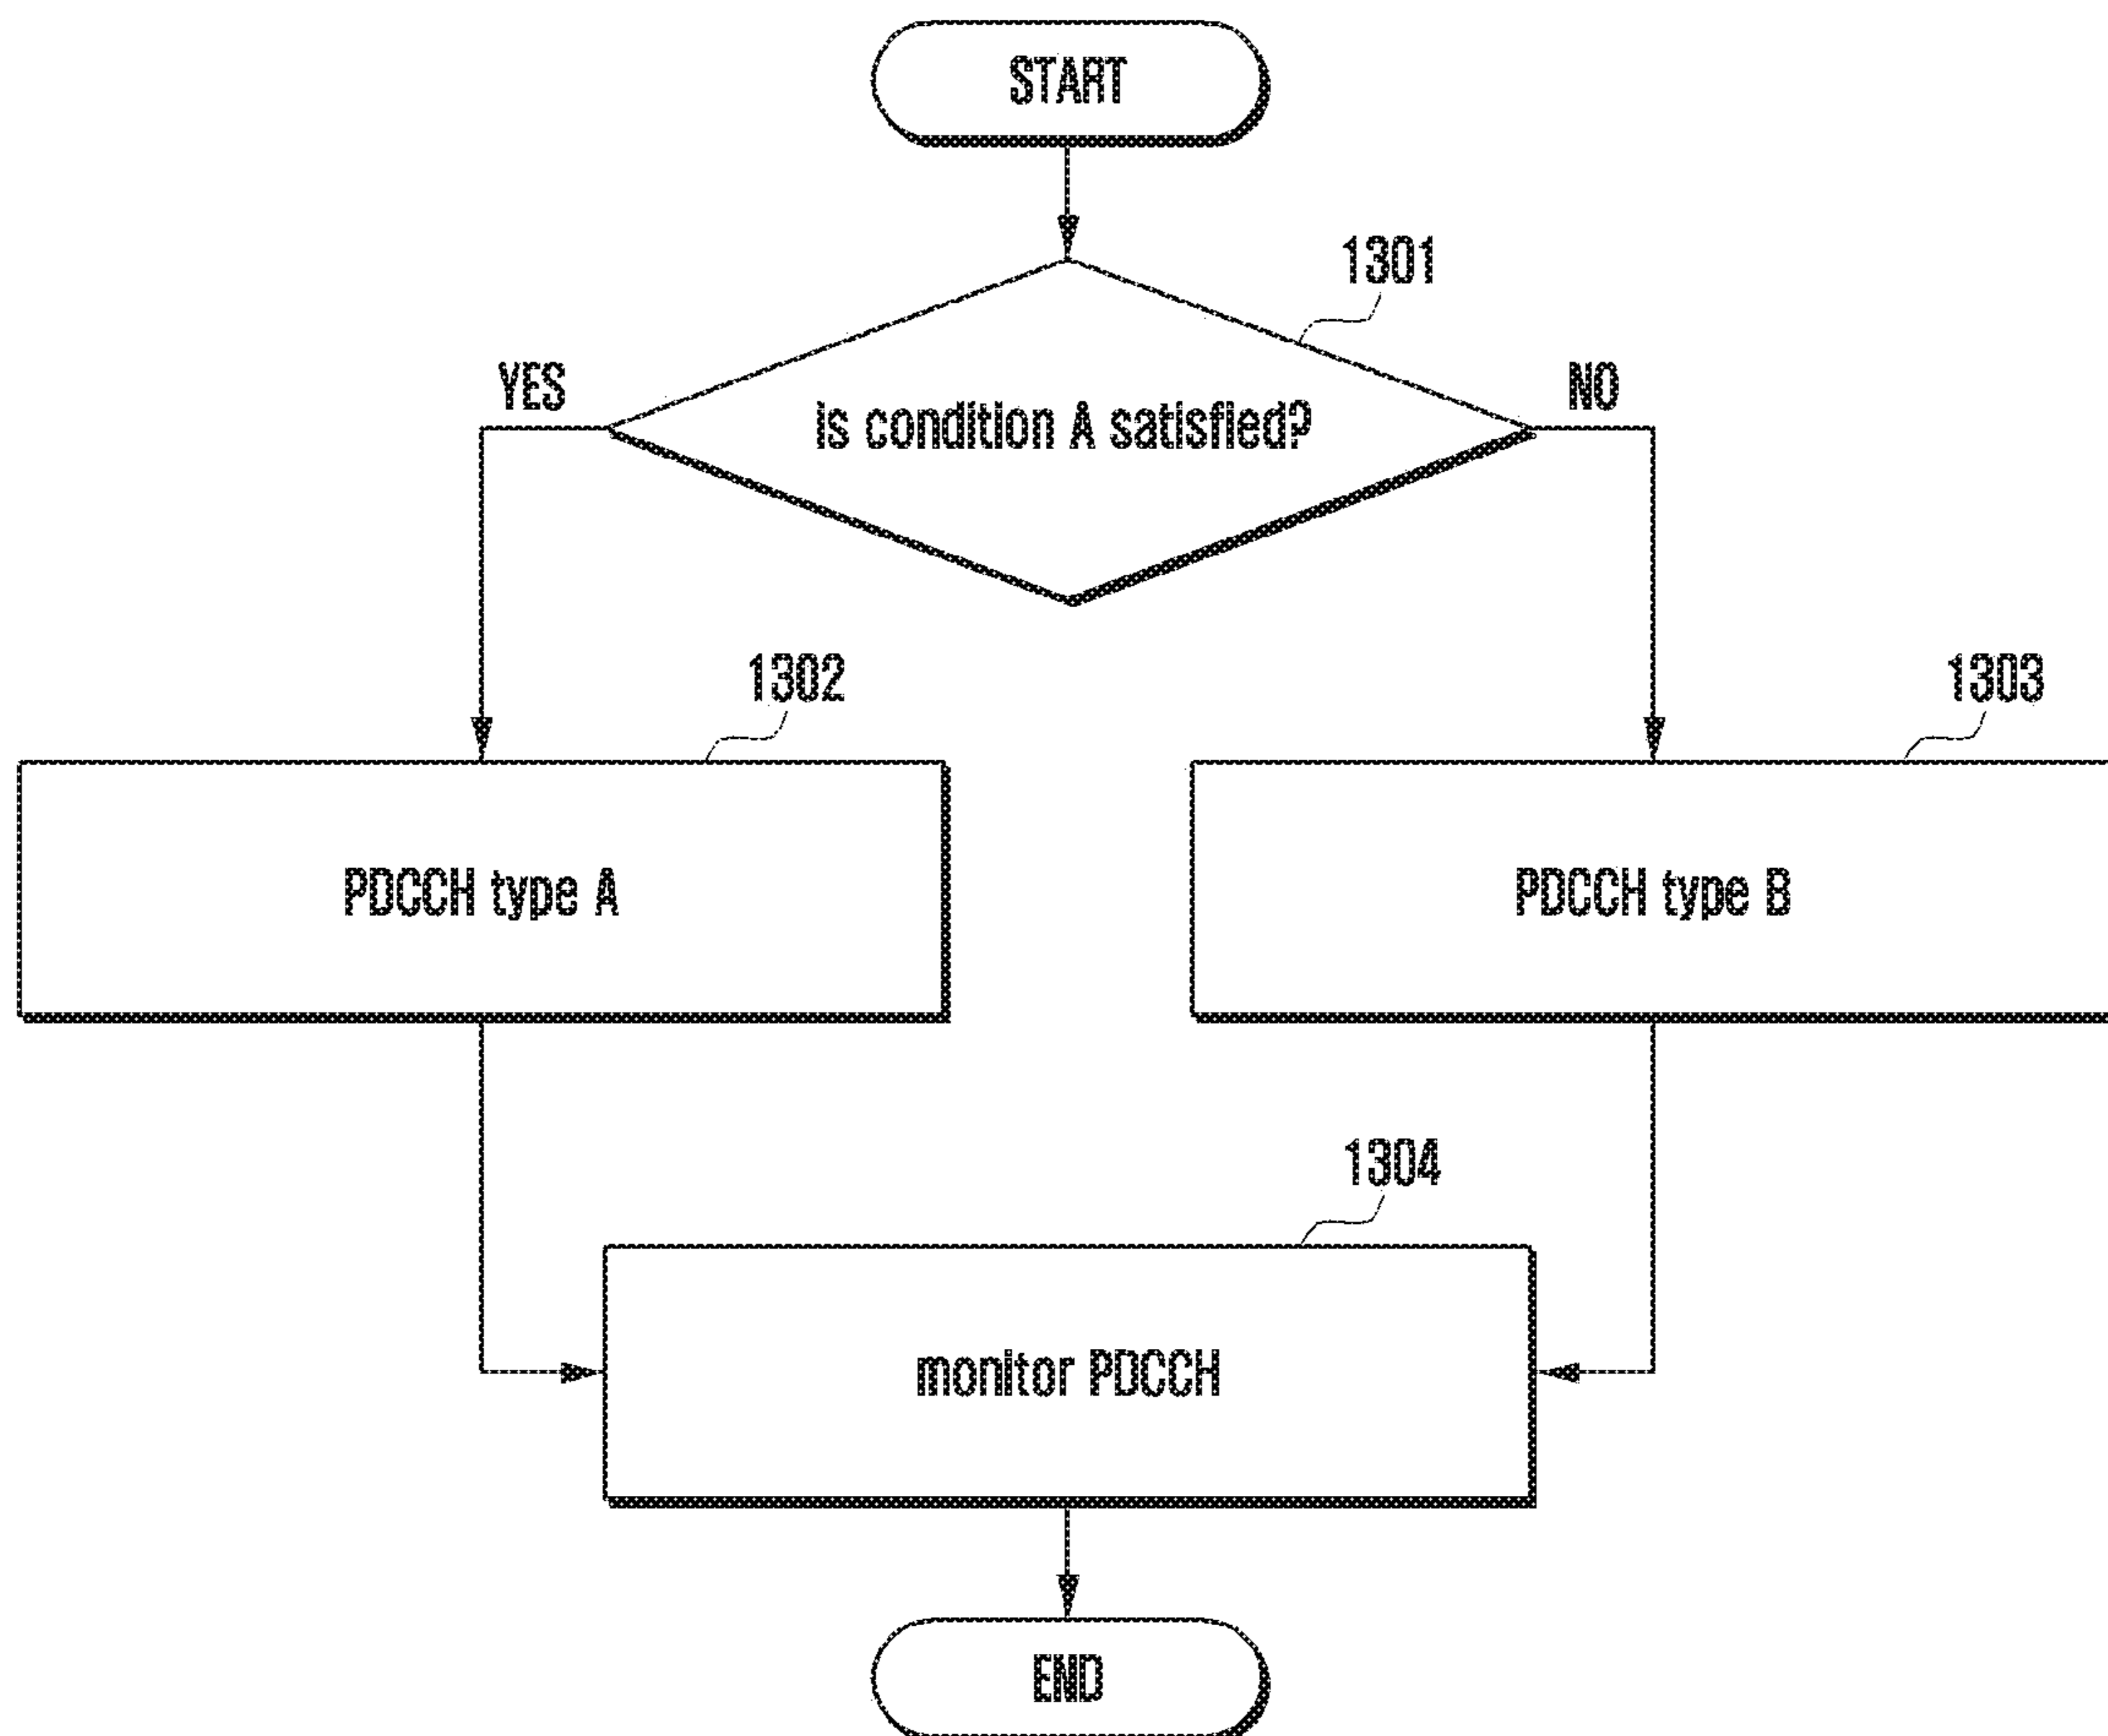 START
1301
YES
NO
is condition A satisfied?
1302
1303
PDCCH type A
PDCCH type B
1304
monitor PDCCH
END